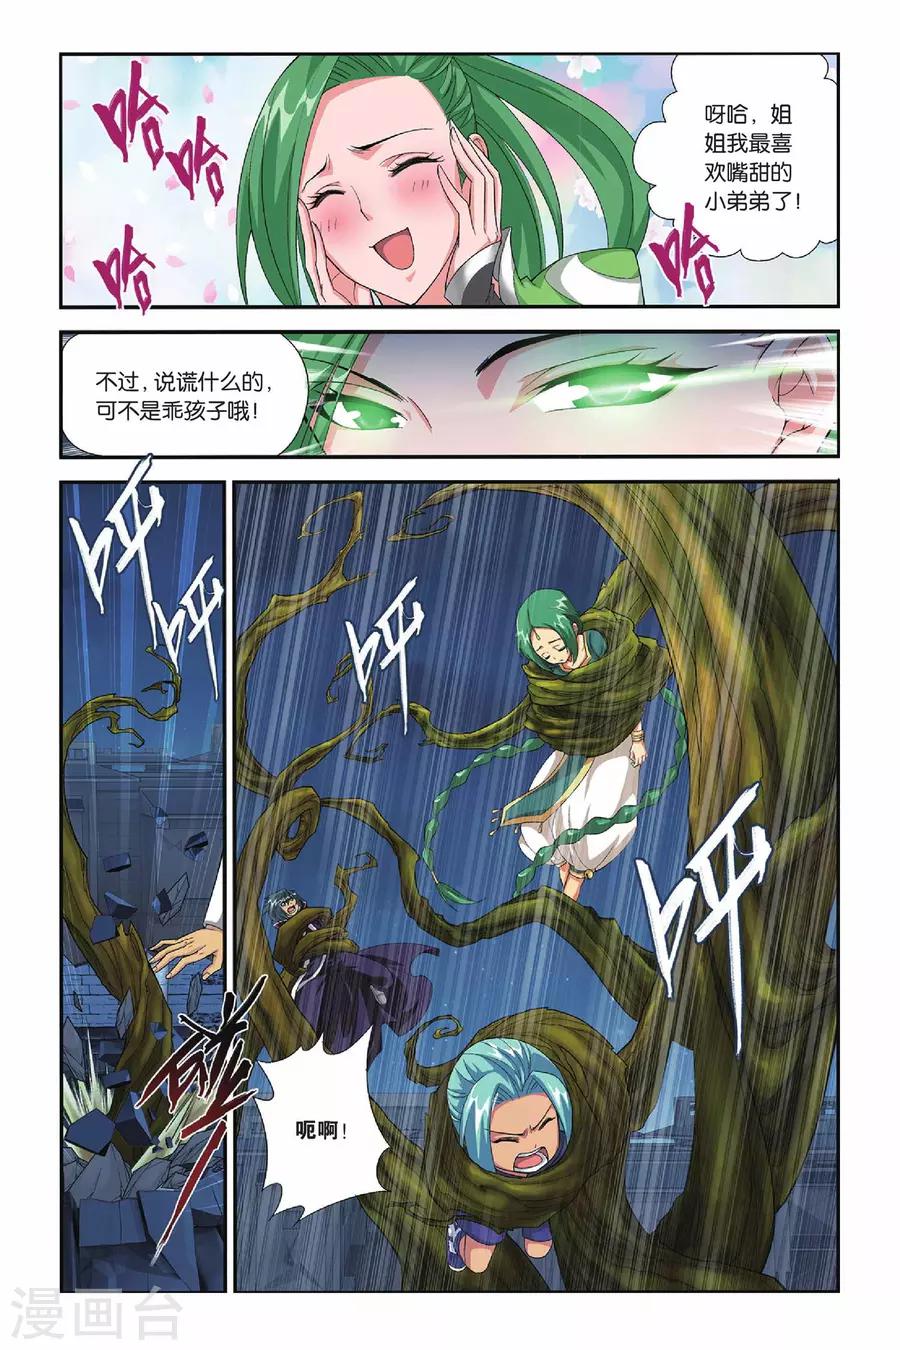 哈
哈
哈
哈
呀哈，姐
姐我最喜
欢嘴甜的
小弟弟了！
不过，说谎什么的，
可不是乖孩子哦！
呯
呯
呯
呯
碰
呃啊！
漫画台